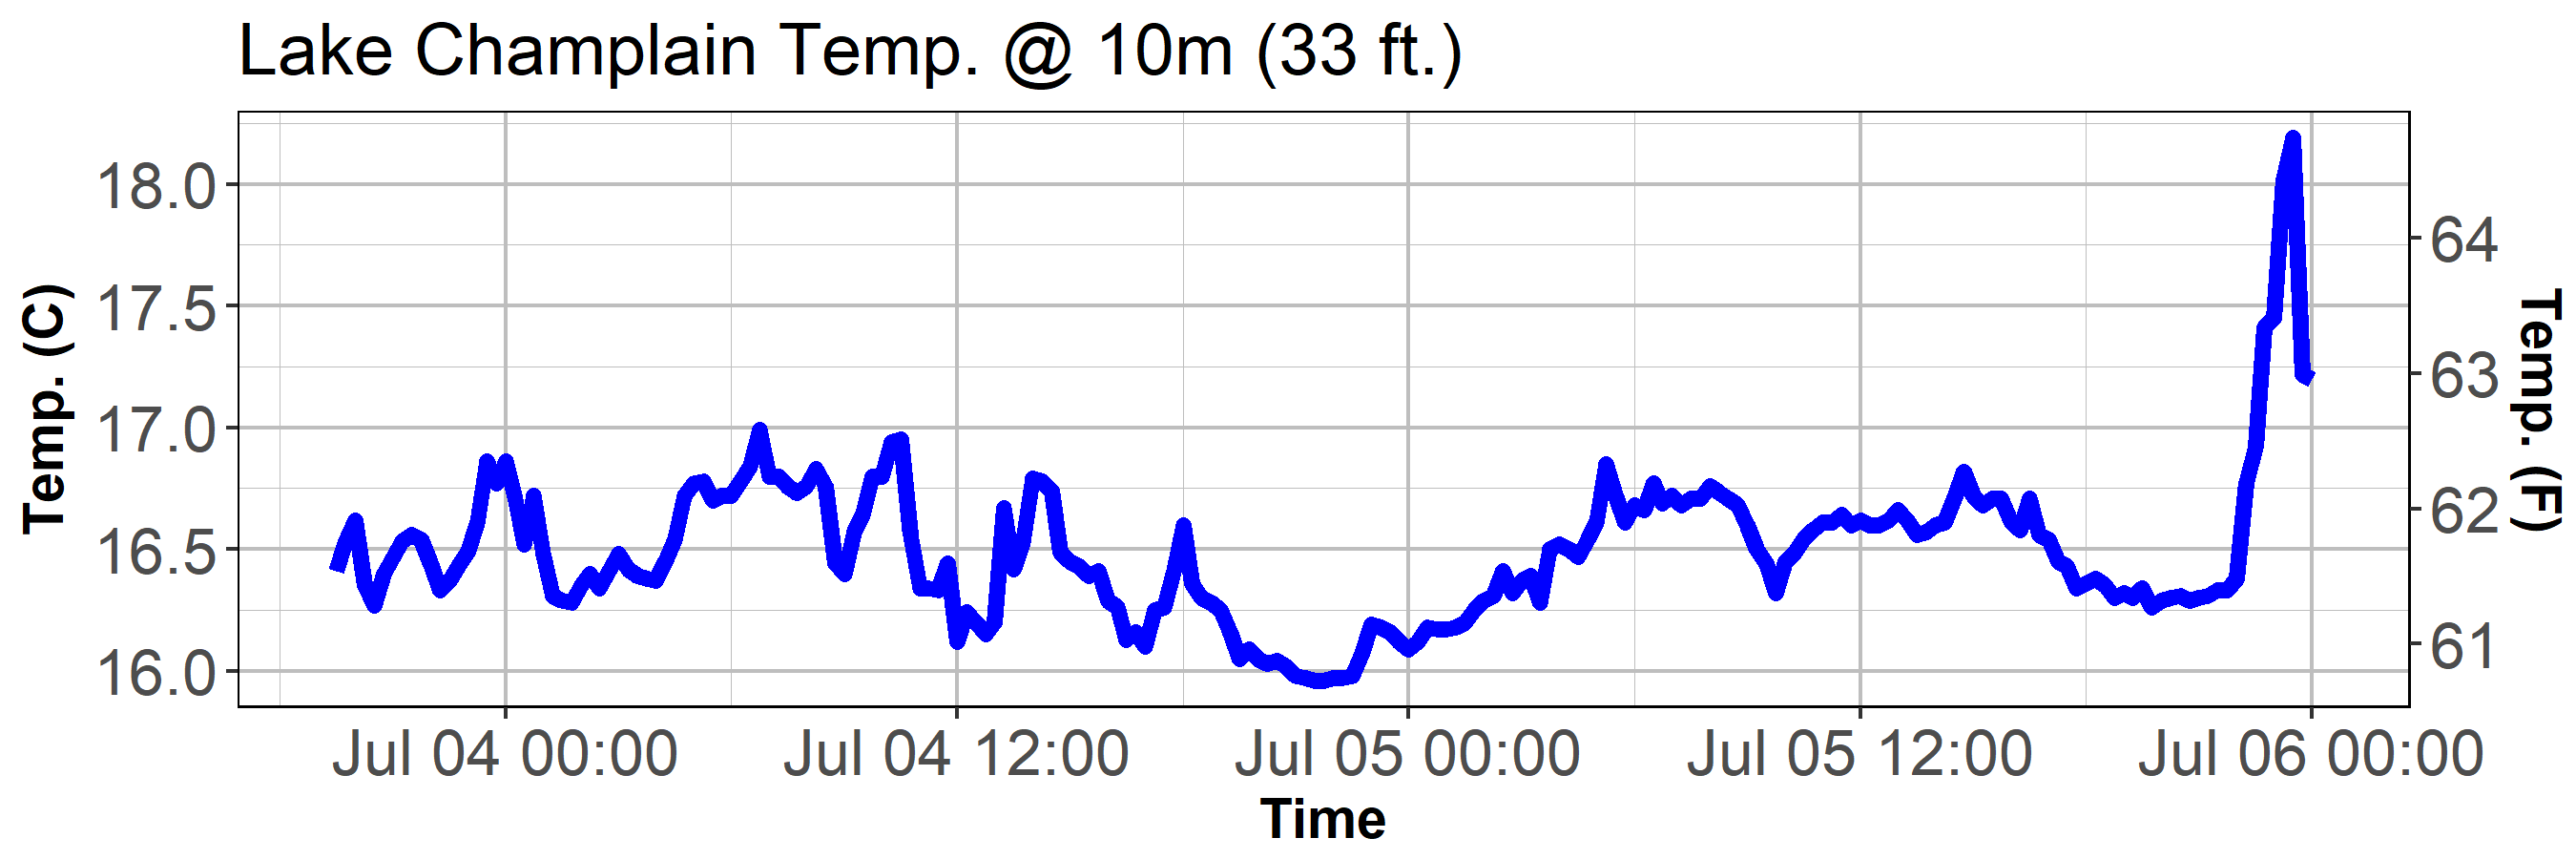 Lake Champlain Temp. @ 10m (33 ft.)
18.0
17.5
17.0
16.5
16.0
Temp. (C)
64
63
62
61
Temp. (F)
Jul 04 00:00 Jul 04 12:00 Jul 05 00:00 Jul 05 12:00 Jul 06 00:00
Time